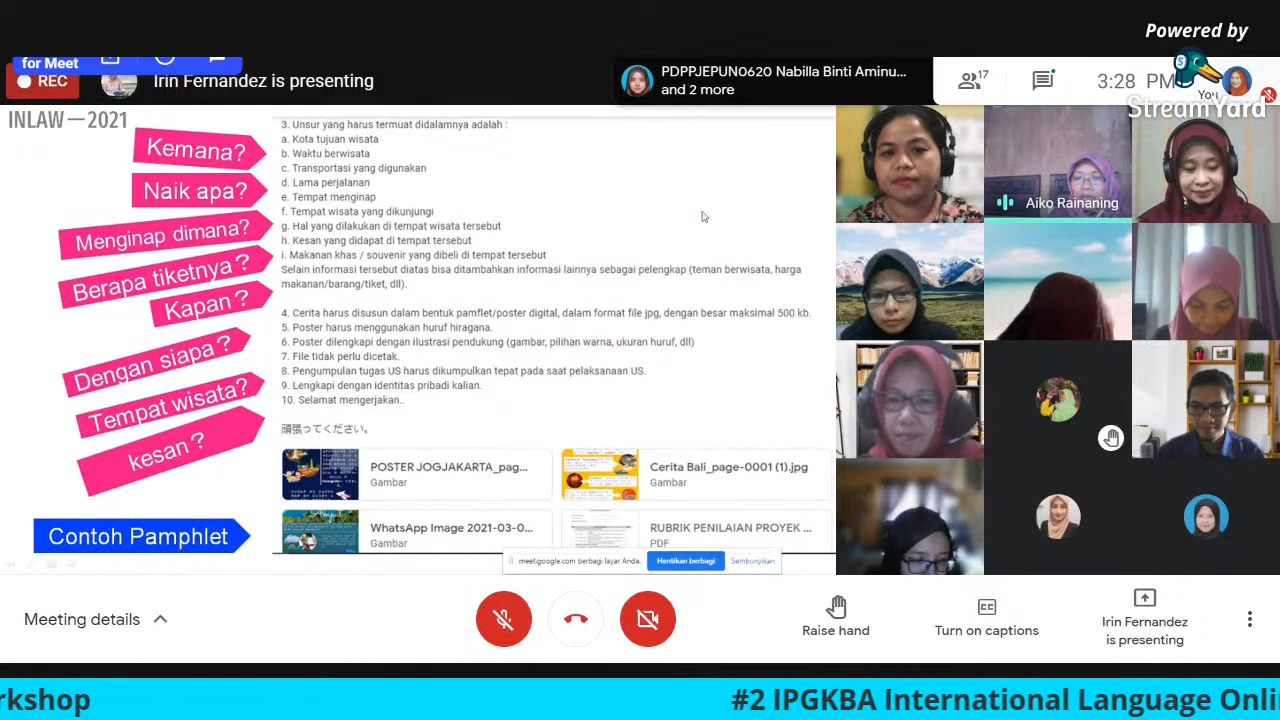 Powered by
StreamYard
for Meet
REC
Irin Fernandez is presenting
PDPPJEPUN0620 Nabilla Binti Aminu...
and 2 more
17
3:28 PM
You
INLAW—2021
Kemana?
Naik apa?
Menginap dimana?
Berapa tiketnya?
Kapan?
Dengan siapa?
Tempat wisata?
kesan?
Contoh Pamphlet
3. Unsur yang harus termuat didalamnya adalah :
a. Kota tujuan wisata
b. Waktu berwisata
c. Transportasi yang digunakan
d. Lama perjalanan
e. Tempat menginap
f. Tempat wisata yang dikunjungi
g. Hal yang dilakukan di tempat wisata tersebut
h. Kesan yang didapat di tempat tersebut
i. Makanan khas / souvenir yang dibeli di tempat tersebut
Selain informasi tersebut diatas bisa ditambahkan informasi lainnya sebagai pelengkap (teman berwisata, harga
makanan/barang/tiket, dll).
4. Cerita harus disusun dalam bentuk pamflet/poster digital, dalam format file jpg, dengan besar maksimal 500 kb.
5. Poster harus menggunakan huruf hiragana.
6. Poster dilengkapi dengan ilustrasi pendukung (gambar, pilihan warna, ukuran huruf, dll)
7. File tidak perlu dicetak.
8. Pengumpulan tugas US harus dikumpulkan tepat pada saat pelaksanaan US.
9. Lengkapi dengan identitas pribadi kalian.
10. Selamat mengerjakan..
頑張ってください。
POSTER JOGJAKARTA_pag...
Gambar
Cerita Bali_page-0001 (1).jpg
Gambar
WhatsApp Image 2021-03-0...
Gambar
RUBRIK PENILAIAN PROYEK ...
PDF
meet.google.com berbagi layar Anda.
Hentikan berbagi
Sembunyikan
Aiko Rainaning
Meeting details
Raise hand
Turn on captions
Irin Fernandez
is presenting
rkshop
#2 IPGKBA International Language Onli